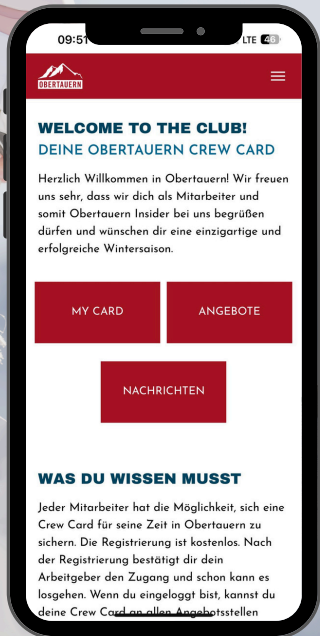 09:51
LTE 46
OBERTAUERN
WELCOME TO THE CLUB!
DEINE OBERTAUERN CREW CARD
Herzlich Willkommen in Obertauern! Wir freuen
uns sehr, dass wir dich als Mitarbeiter und
somit Obertauern Insider bei uns begrüßen
dürfen und wünschen dir eine einzigartige und
erfolgreiche Wintersaison.
MY CARD
ANGEBOTE
NACHRICHTEN
WAS DU WISSEN MUSST
Jeder Mitarbeiter hat die Möglichkeit, sich eine
Crew Card für seine Zeit in Obertauern zu
sichern. Die Registrierung ist kostenlos. Nach
der Registrierung bestätigt dir dein
Arbeitgeber den Zugang und schon kann es
losgehen. Wenn du eingeloggt bist, kannst du
deine Crew Card an allen Angebotsstellen